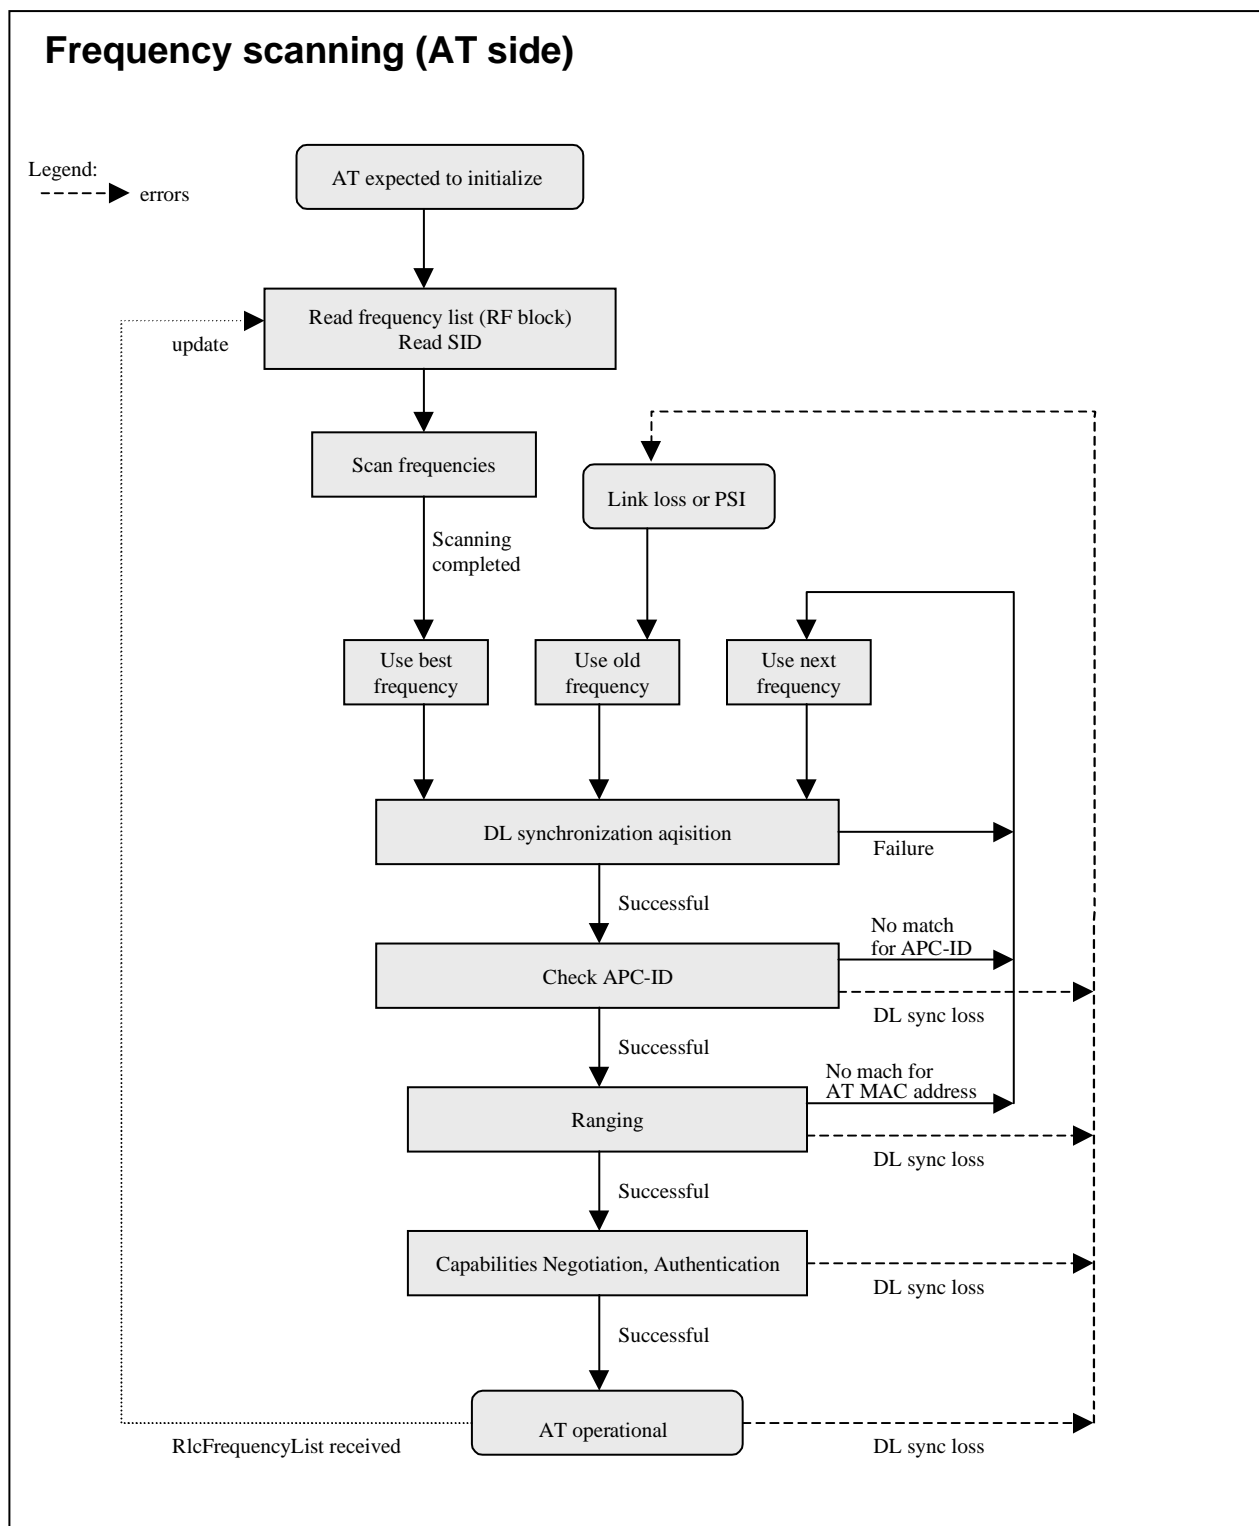 Frequency scanning (AT side)
Legend:
errors
AT expected to initialize
Read frequency list (RF block)
Read SID
update
Scan frequencies
Link loss or PSI
Scanning
completed
Use best
frequency
Use old
frequency
Use next
frequency
DL synchronization aqisition
Failure
Successful
No match
for APC-ID
Check APC-ID
DL sync loss
Successful
No mach for
AT MAC address
Ranging
DL sync loss
Successful
Capabilities Negotiation, Authentication
DL sync loss
Successful
AT operational
RlcFrequencyList received
DL sync loss